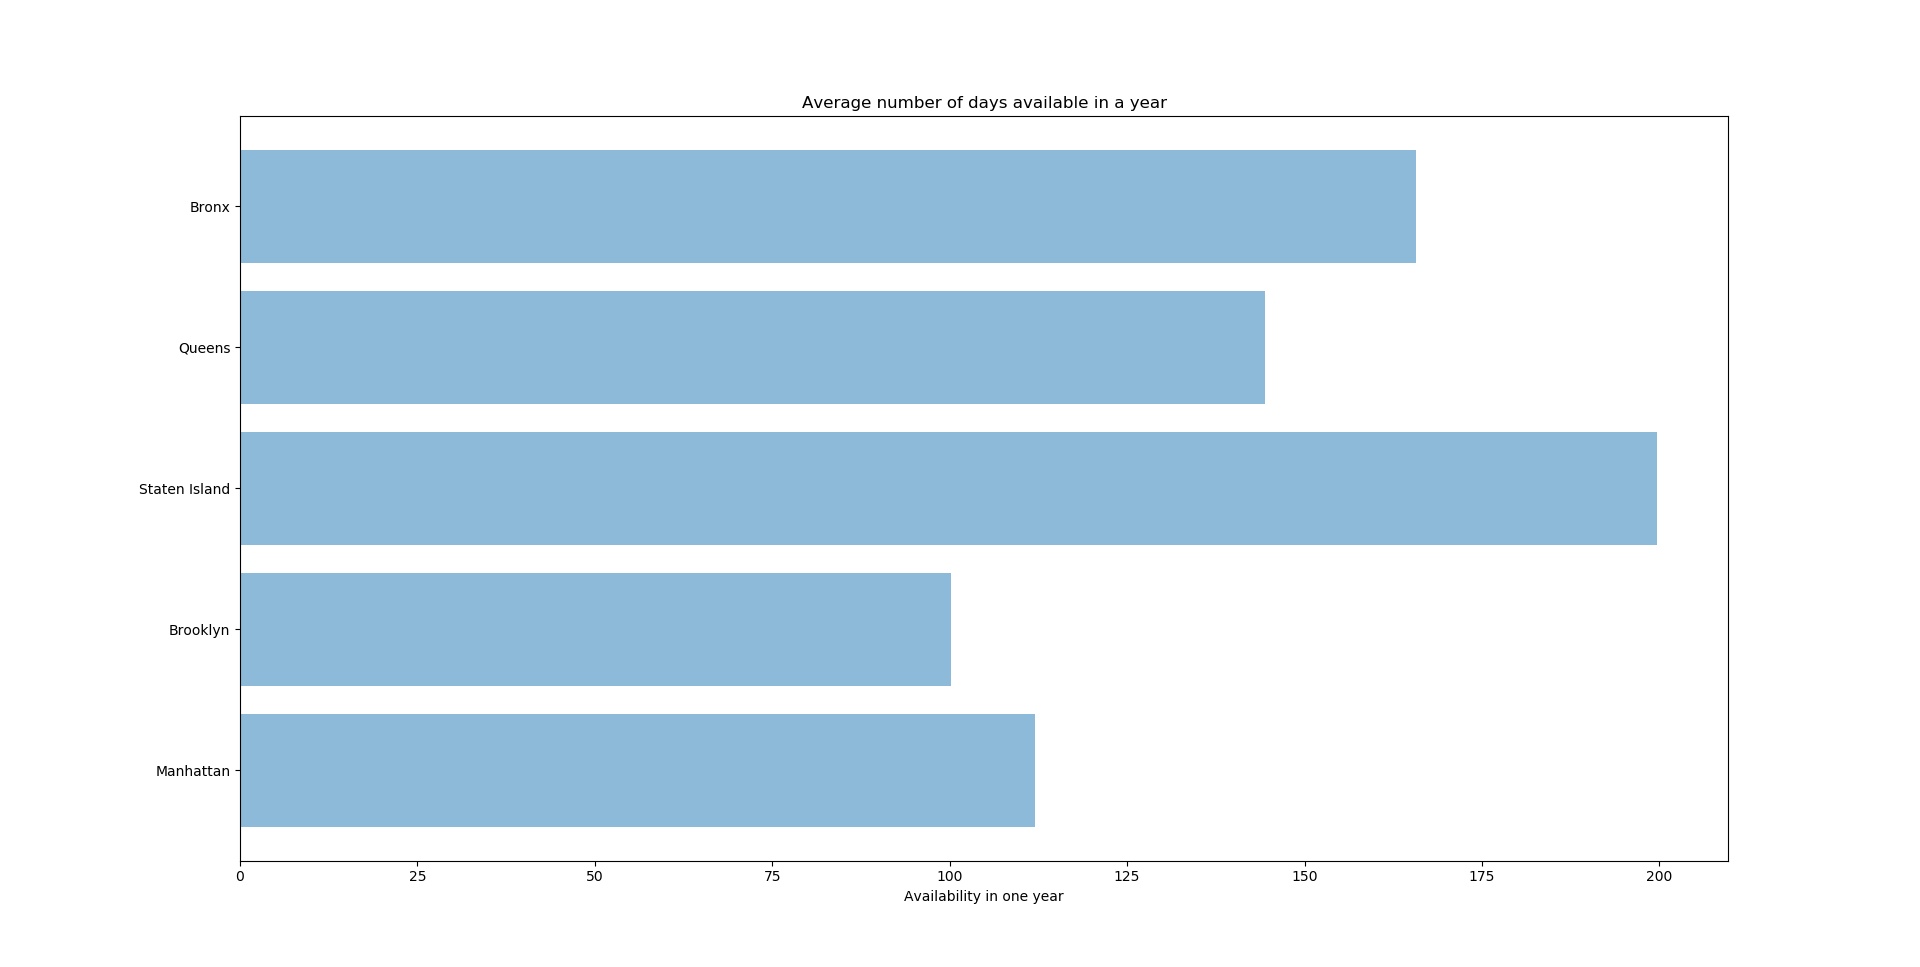 Average number of days available in a year
Bronx
Queens
Staten Island
Brooklyn
Manhattan
0 25 50 75 100 125 150 175 200
Availability in one year